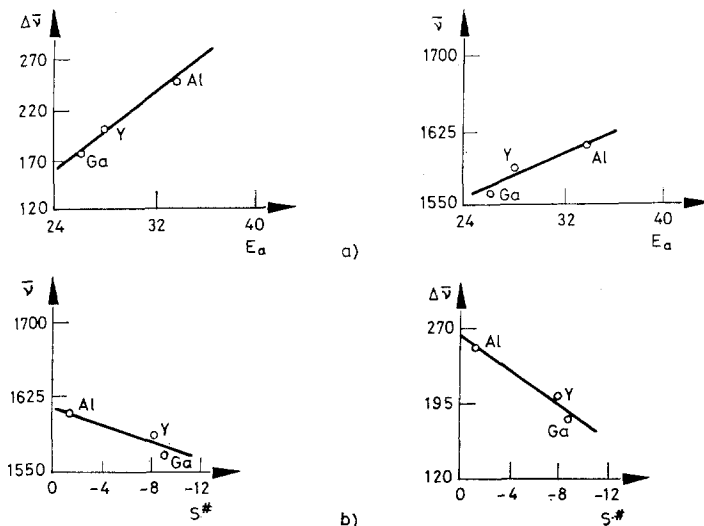 Δν̄
270
220
170
120
Al
Y
Ga
24
32
40
Ea
ν̄
1700
1625
1550
Y
Al
Ga
24
32
40
Ea
a)
ν̄
1700
1625
1550
Al
Y
Ga
0
-4
-8
-12
S#
Δν̄
270
195
120
Al
Y
Ga
0
-4
-8
-12
S#
b)